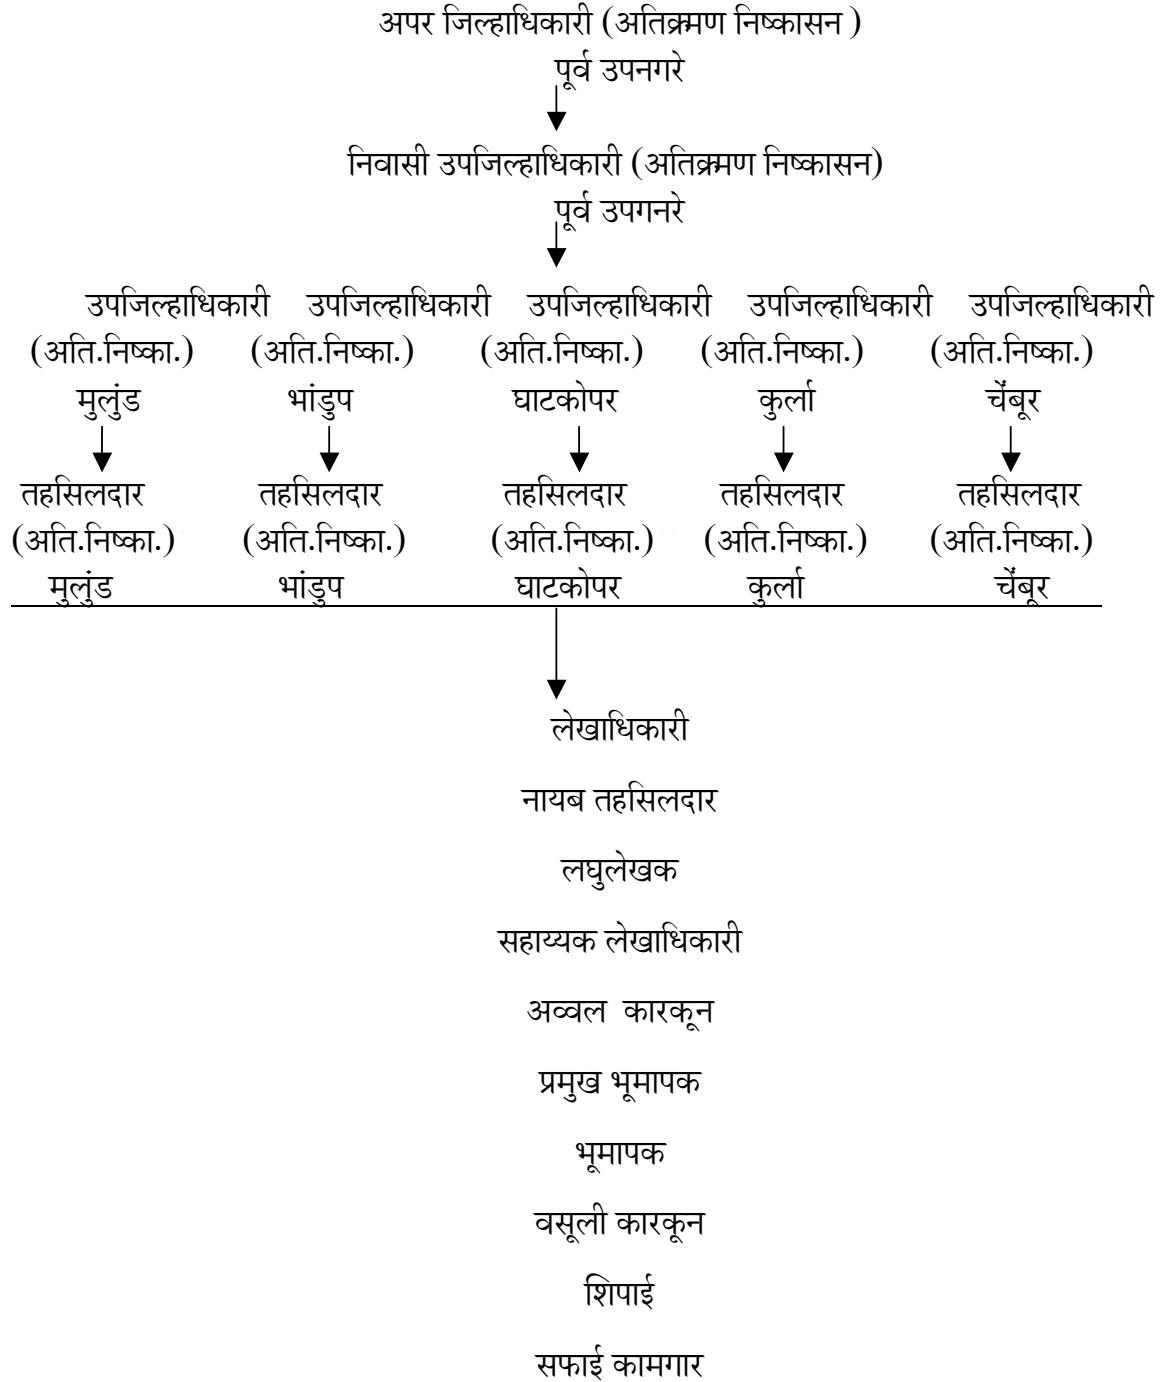 अपर जिल्हाधिकारी (अतिक्रमण निष्कासन )
पूर्व उपनगरे
निवासी उपजिल्हाधिकारी (अतिक्रमण निष्कासन)
पूर्व उपगनरे
उपजिल्हाधिकारी उपजिल्हाधिकारी उपजिल्हाधिकारी उपजिल्हाधिकारी उपजिल्हाधिकारी
(अति.निष्का.) (अति.निष्का.) (अति.निष्का.) (अति.निष्का.) (अति.निष्का.)
मुलुंड भांडुप घाटकोपर कुर्ला चेंबूर
तहसिलदार तहसिलदार तहसिलदार तहसिलदार तहसिलदार
(अति.निष्का.) (अति.निष्का.) (अति.निष्का.) (अति.निष्का.) (अति.निष्का.)
मुलुंड भांडुप घाटकोपर कुर्ला चेंबूर
लेखाधिकारी
नायब तहसिलदार
लघुलेखक
सहाय्यक लेखाधिकारी
अव्वल कारकून
प्रमुख भूमापक
भूमापक
वसूली कारकून
शिपाई
सफाई कामगार